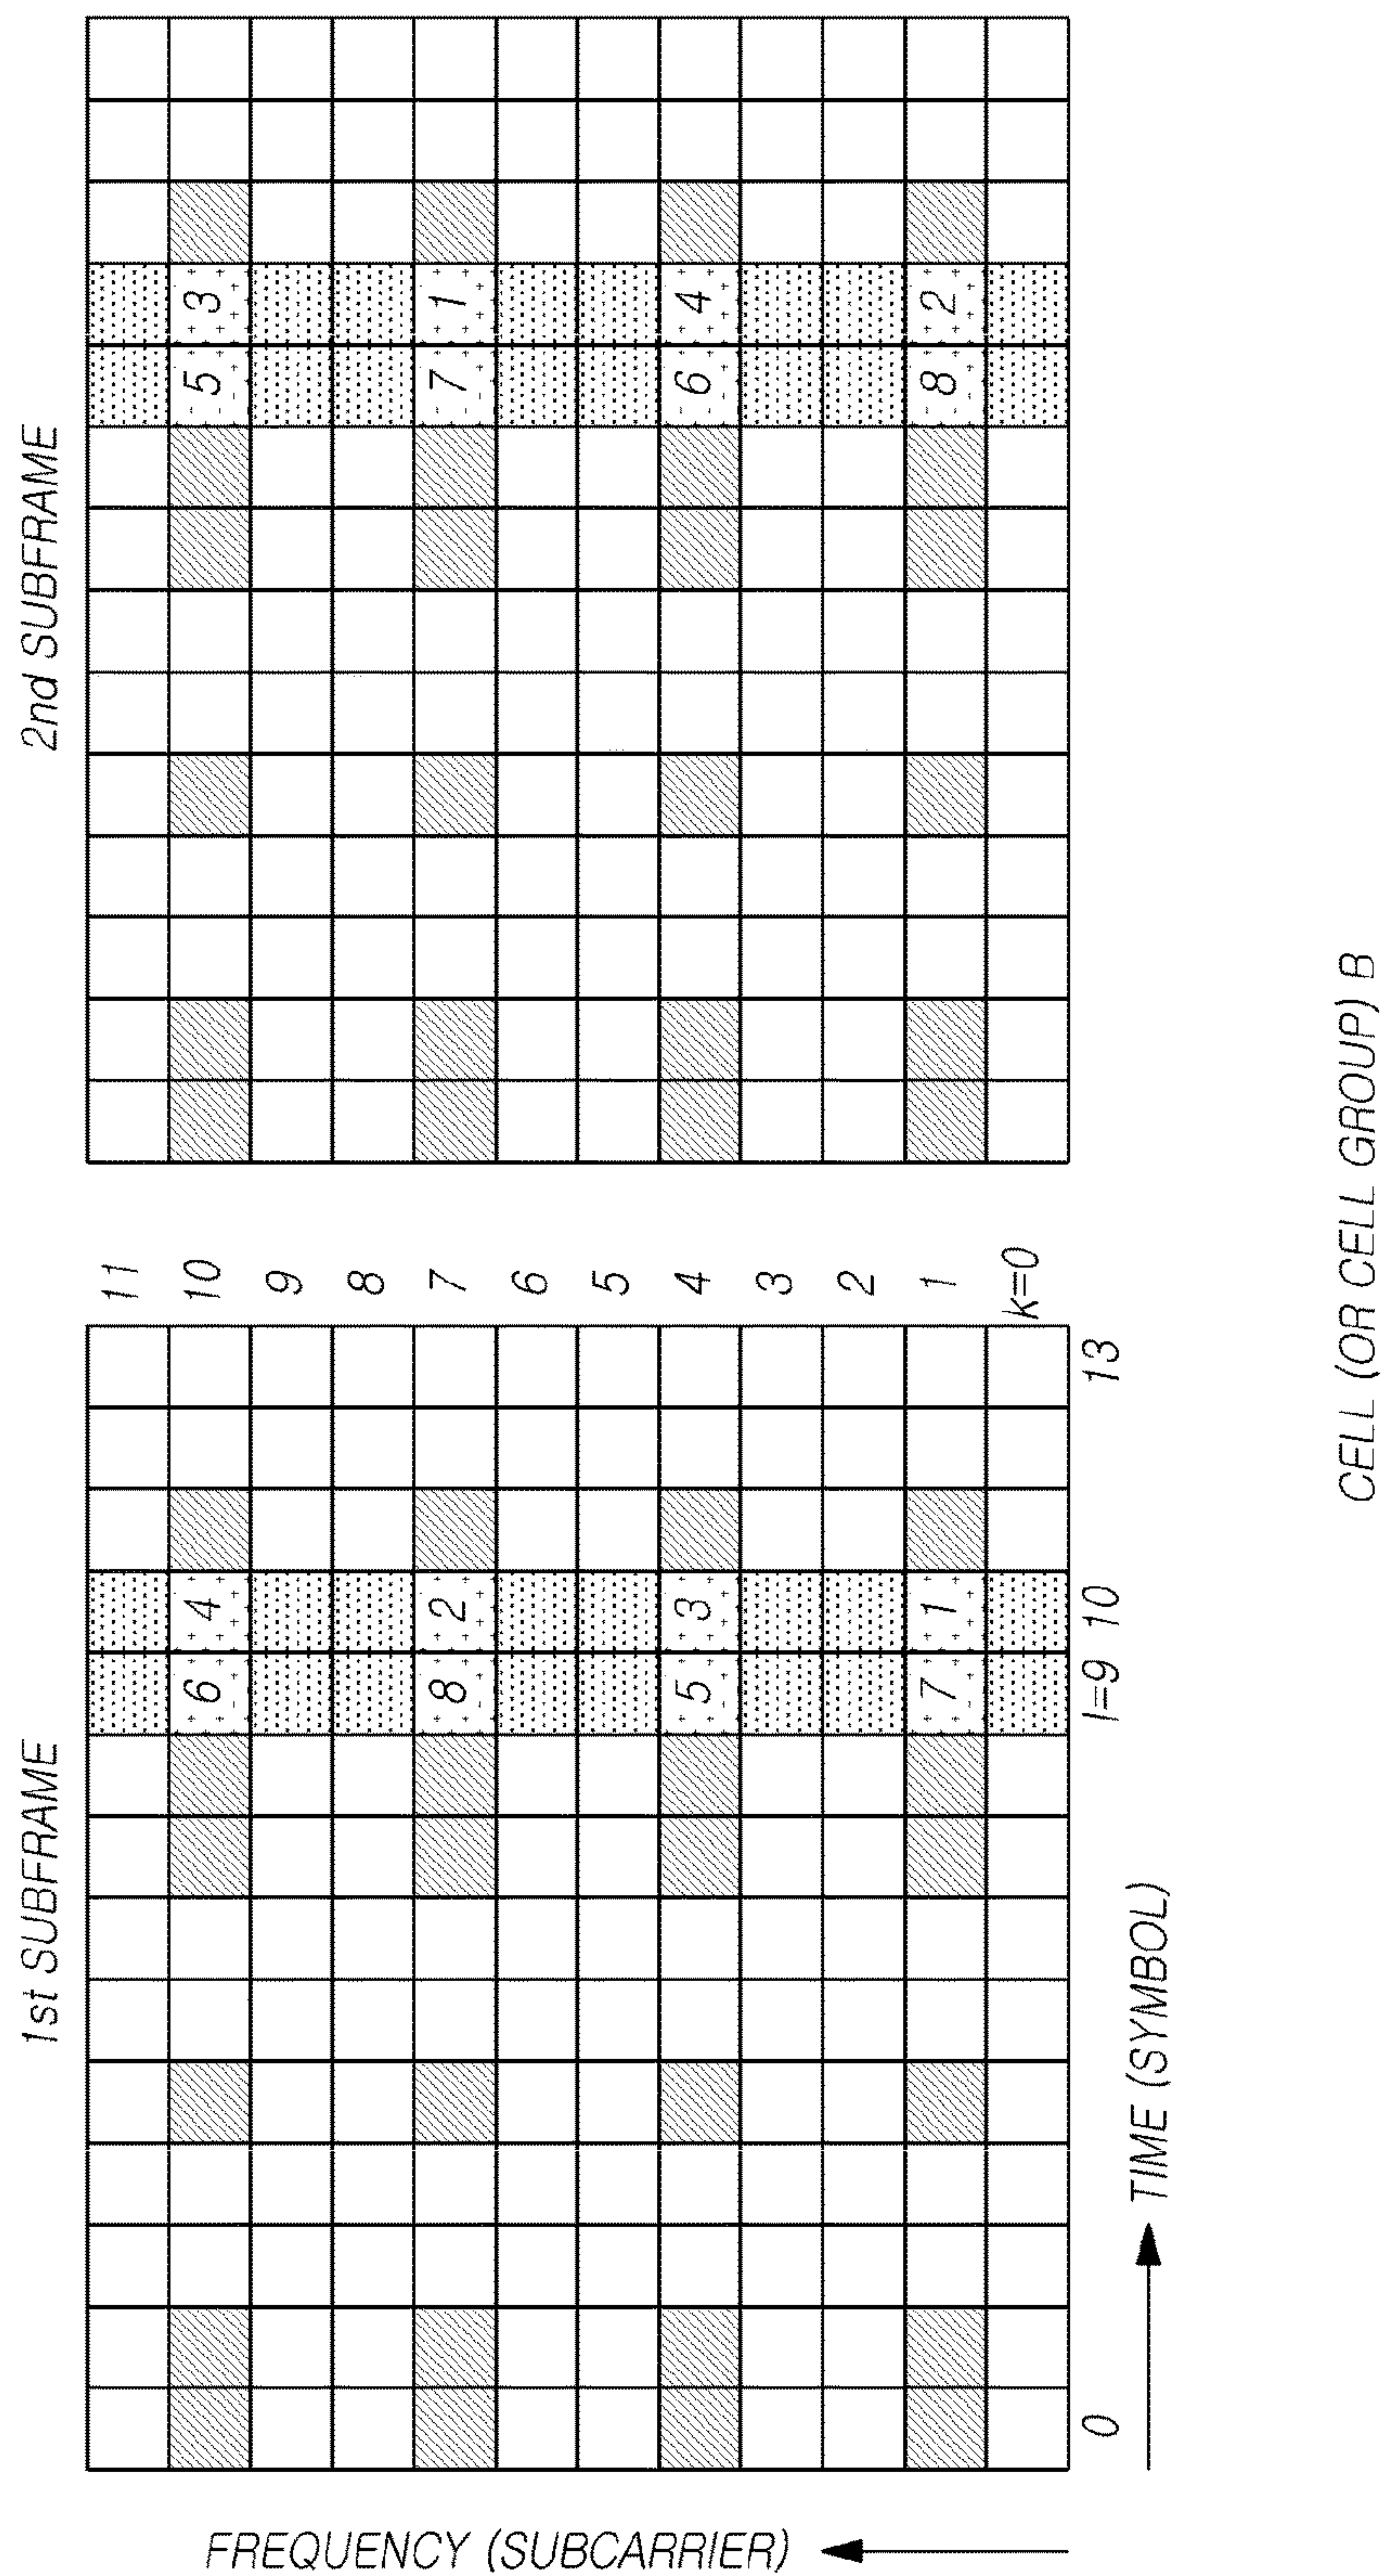 1st SUBFRAME 2nd SUBFRAME
FREQUENCY (SUBCARRIER)
11
6 4 10 5 3
9
8
8 2 7 7 1
6
5
5 3 4 6 4
3
2
7 1 1 8 2
k=0
0 l=9 10 13
TIME (SYMBOL)
CELL (OR CELL GROUP) B